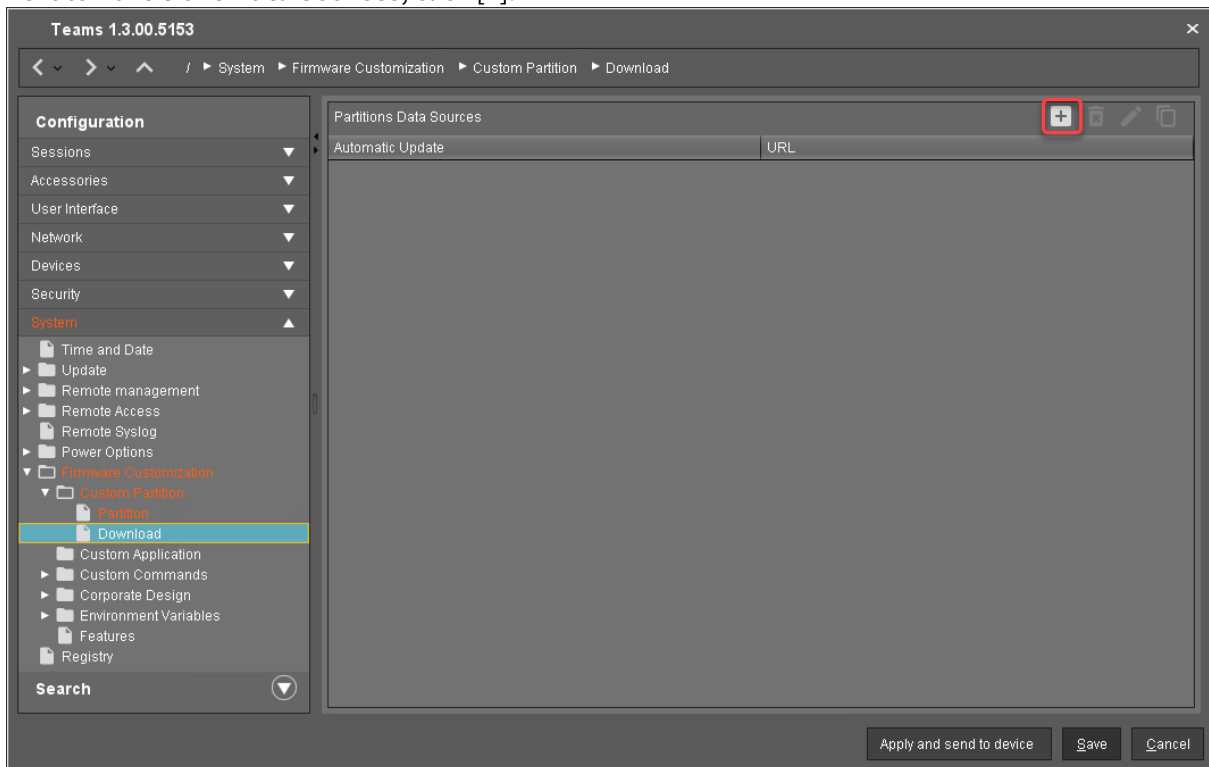 Teams 1.3.00.5153
/ ► System ► Firmware Customization ► Custom Partition ► Download
Configuration
Sessions
Accessories
User Interface
Network
Devices
Security
System
Time and Date
Update
Remote management
Remote Access
Remote Syslog
Power Options
Firmware Customization
Custom Partition
Partition
Download
Custom Application
Custom Commands
Corporate Design
Environment Variables
Features
Registry
Search
Partitions Data Sources
Automatic Update URL
Apply and send to device Save Cancel